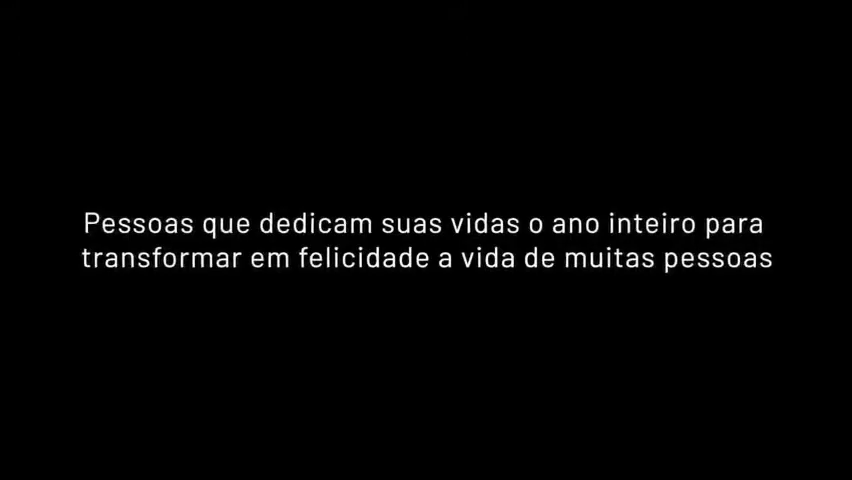 Pessoas que dedicam suas vidas o ano inteiro para
transformar em felicidade a vida de muitas pessoas